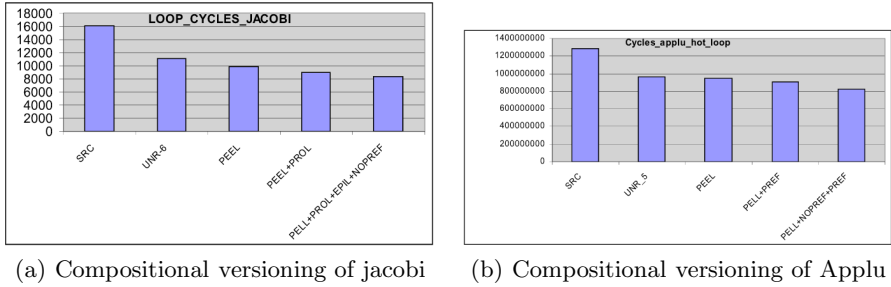 LOOP_CYCLES_JACOBI
18000
16000
14000
12000
10000
8000
6000
4000
2000
0
SRC
UNR-6
PEEL
PEEL+PROL
PELL+PROL+EPIL+NOPREF
(a) Compositional versioning of jacobi
Cycles_applu_hot_loop
1400000000
1200000000
1000000000
800000000
600000000
400000000
200000000
0
SRC
UNR_5
PEEL
PELL+PREF
PELL+NOPREF+PREF
(b) Compositional versioning of Applu